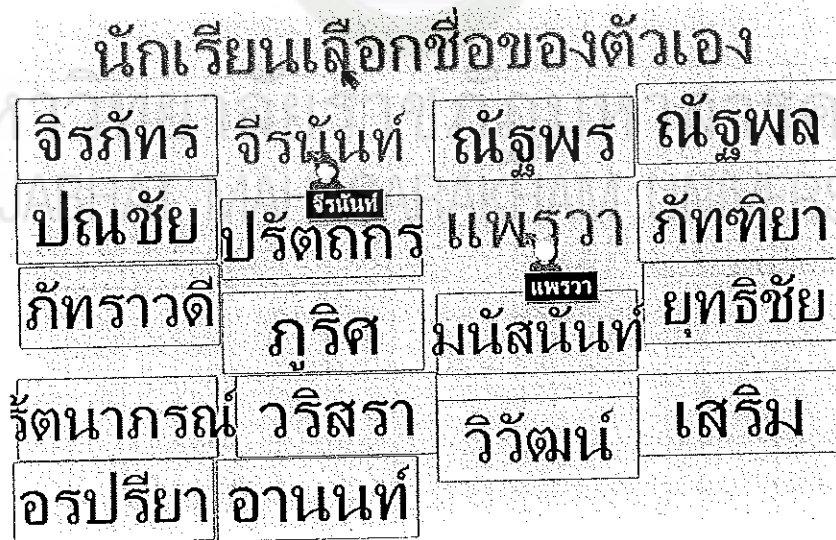 นักเรียนเลือกชื่อของตัวเอง
จิรภัทร จีรนันท์ ณัฐพร ณัฐพล
จีรนันท์
ปณชัย ปรัตถกร แพรวา ภัททิยา
แพรวา
ภัทราวดี ภูริศ มนัสนันท์ ยุทธิชัย
รัตนาภรณ์ วริสรา วิวัฒน์ เสริม
อรปรียา อานนท์